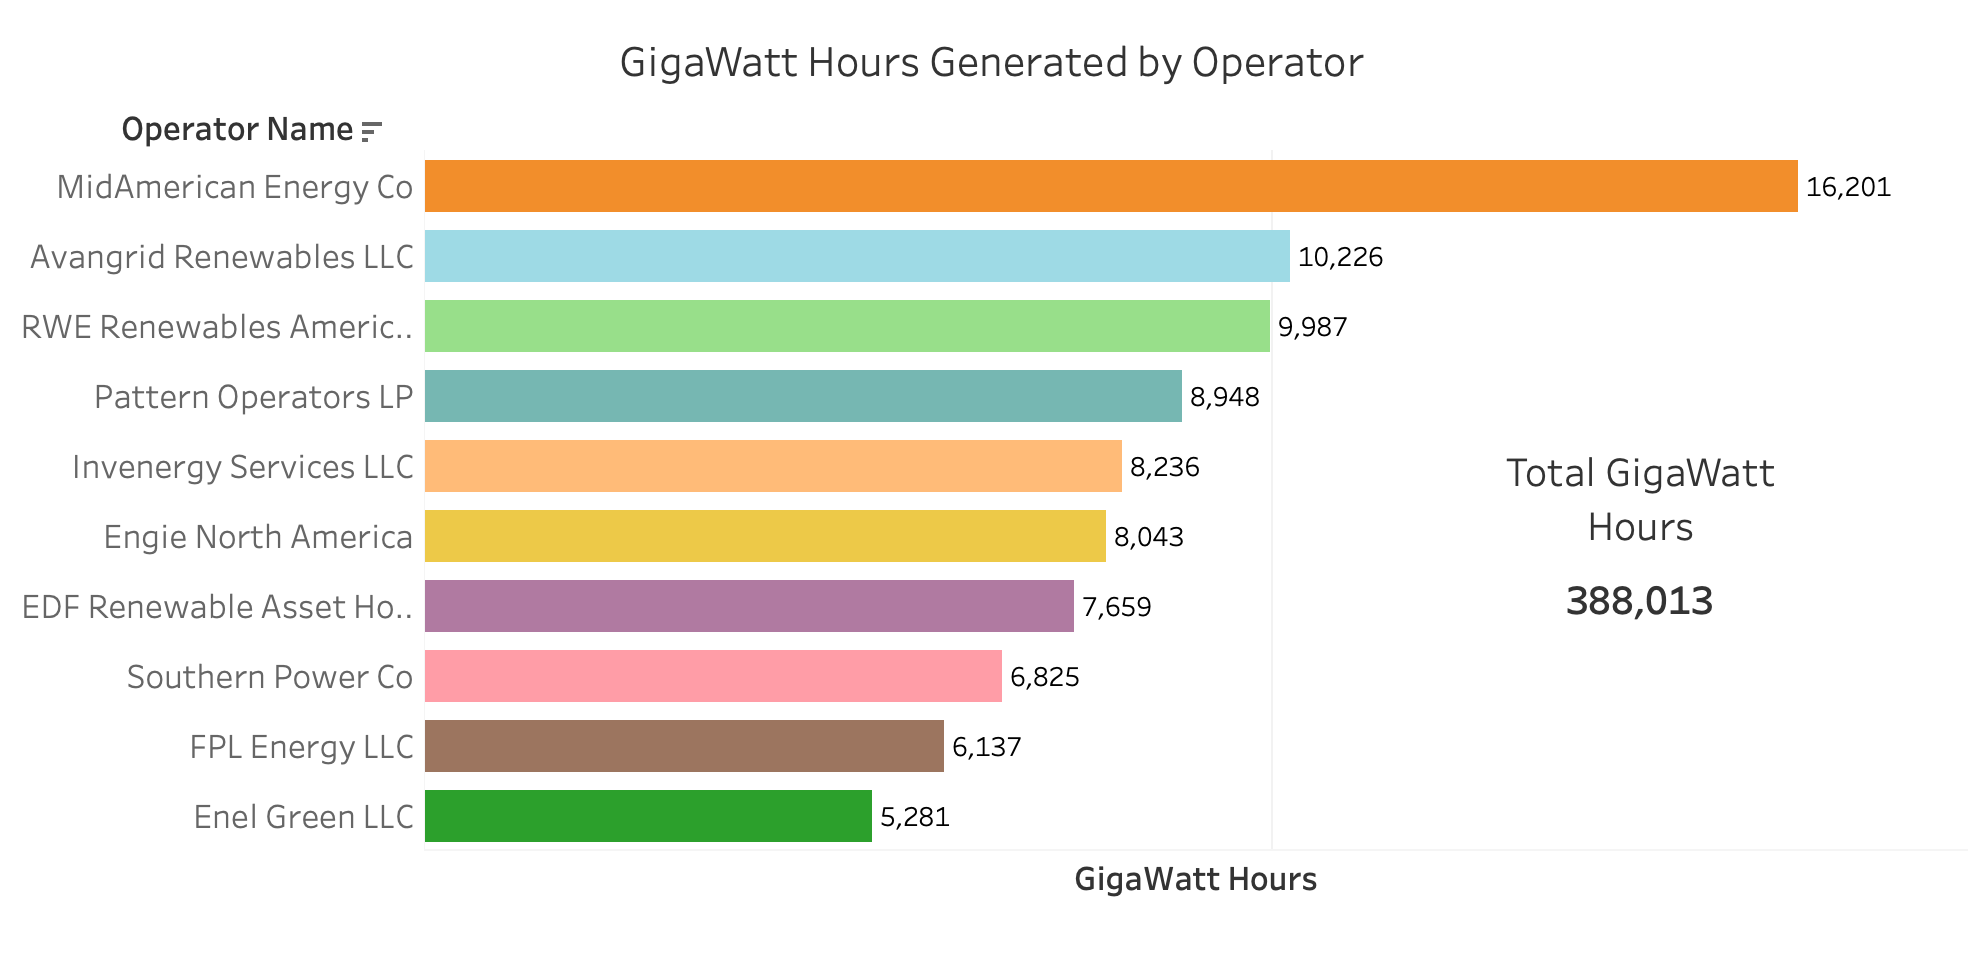 GigaWatt Hours Generated by Operator
Operator Name
MidAmerican Energy Co 16,201
Avangrid Renewables LLC 10,226
RWE Renewables Americ.. 9,987
Pattern Operators LP 8,948
Invenergy Services LLC 8,236
Engie North America 8,043
EDF Renewable Asset Ho.. 7,659
Southern Power Co 6,825
FPL Energy LLC 6,137
Enel Green LLC 5,281
Total GigaWatt
Hours
388,013
GigaWatt Hours